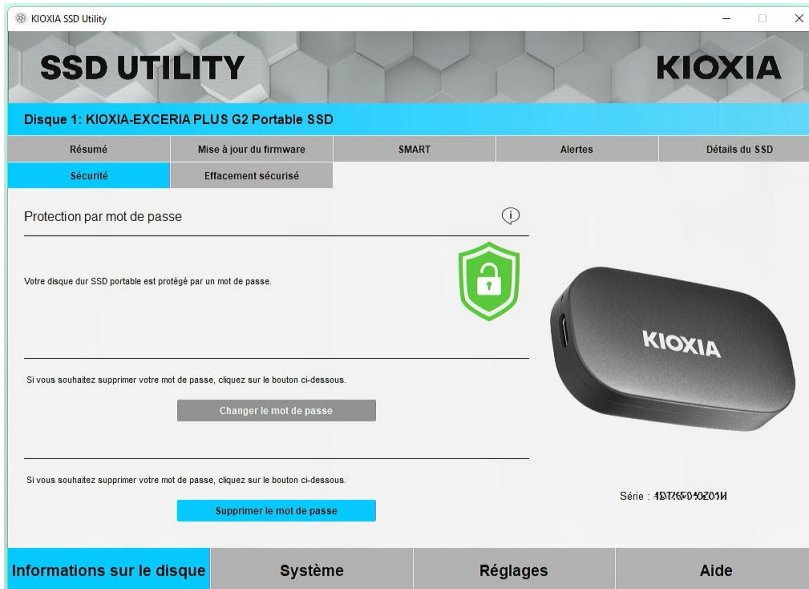 KIOXIA SSD Utility
SSD UTILITY
KIOXIA
Disque 1: KIOXIA-EXCERIA PLUS G2 Portable SSD
Résumé
Mise à jour du firmware
SMART
Alertes
Détails du SSD
Sécurité
Effacement sécurisé
Protection par mot de passe
Votre disque dur SSD portable est protégé par un mot de passe.
KIOXIA
Si vous souhaitez supprimer votre mot de passe, cliquez sur le bouton ci-dessous.
Changer le mot de passe
Si vous souhaitez supprimer votre mot de passe, cliquez sur le bouton ci-dessous.
Supprimer le mot de passe
Série :
Informations sur le disque
Système
Réglages
Aide